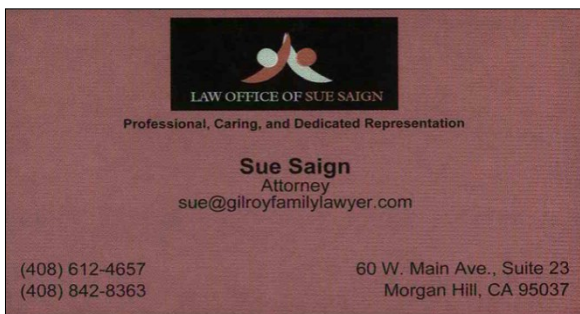 LAW OFFICE OF SUE SAIGN
Professional, Caring, and Dedicated Representation
Sue Saign
Attorney
sue@gilroyfamilylawyer.com
(408) 612-4657
(408) 842-8363
60 W. Main Ave., Suite 23
Morgan Hill, CA 95037